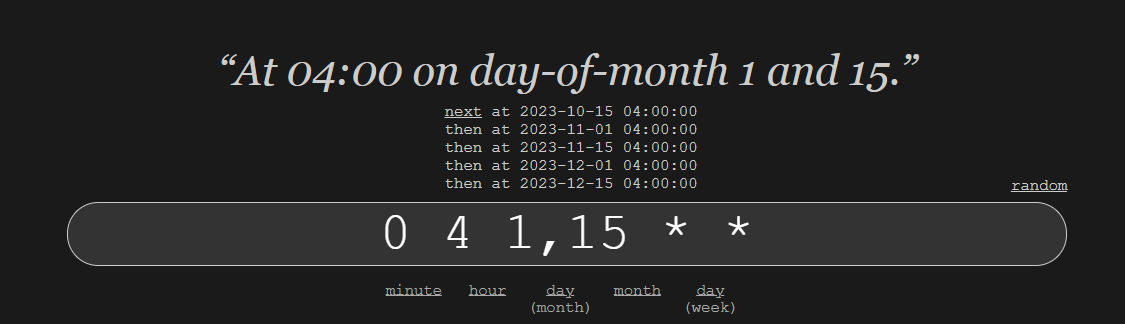 “At 04:00 on day-of-month 1 and 15.”
next at 2023-10-15 04:00:00
then at 2023-11-01 04:00:00
then at 2023-11-15 04:00:00
then at 2023-12-01 04:00:00
then at 2023-12-15 04:00:00
random
0 4 1,15 * *
minute hour day month day
(month) (week)